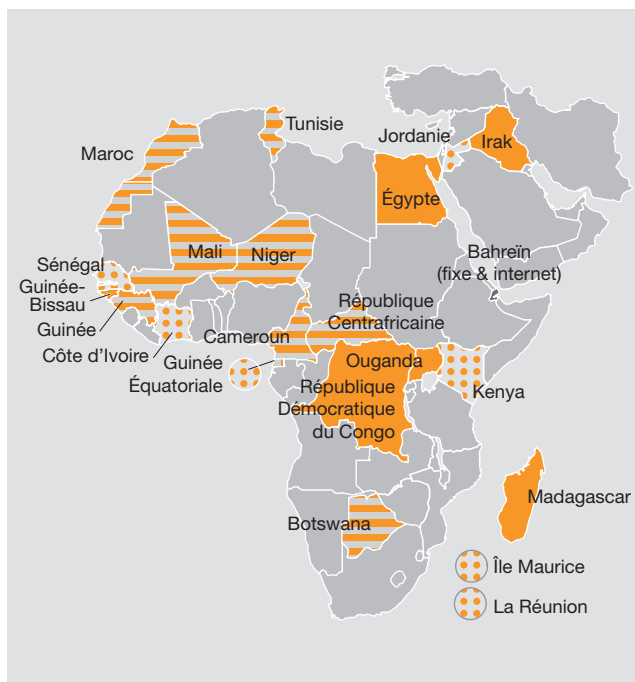 Tunisie
Jordanie
Irak
Maroc
Égypte
Mali
Niger
Bahreïn
(fixe & internet)
Sénégal
Guinée-
Bissau
Guinée
Côte d'Ivoire
République
Centrafricaine
Cameroun
Guinée
Équatoriale
Ouganda
République
Démocratique
du Congo
Kenya
Madagascar
Botswana
Île Maurice
La Réunion